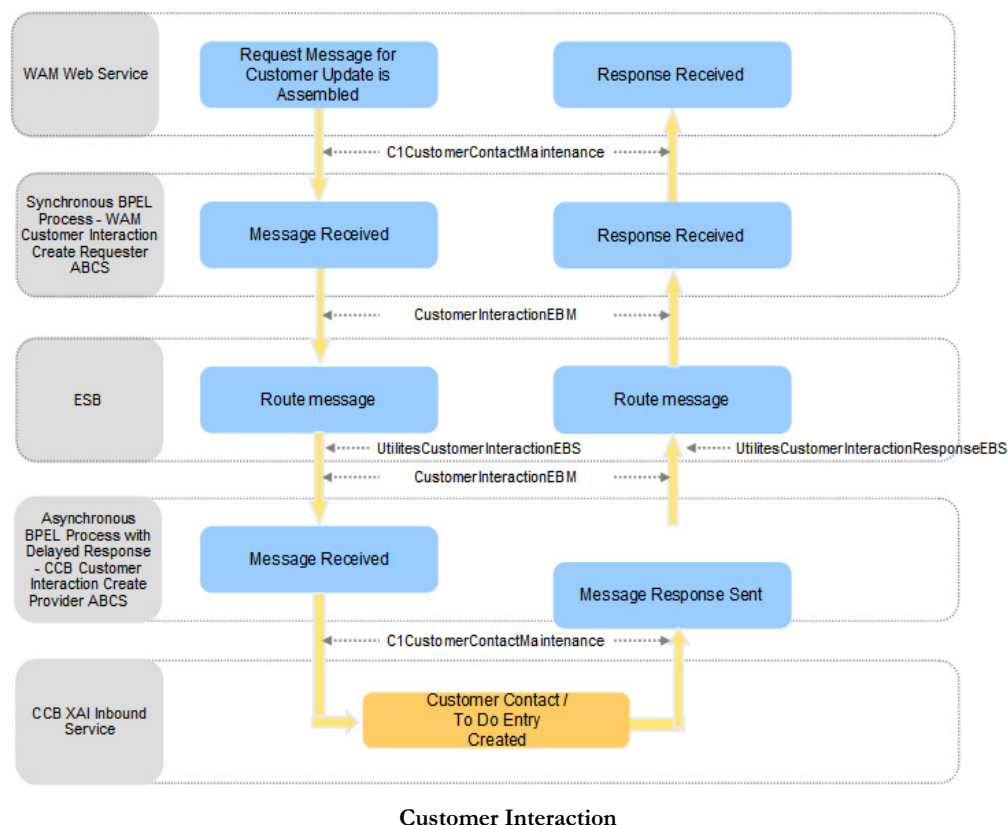 WAM Web Service
Request Message for
Customer Update is
Assembled
Response Received
C1CustomerContactMaintenance
Synchronous BPEL
Process - WAM
Customer Interaction
Create Requester
ABCS
Message Received
Response Received
CustomerInteractionEBM
ESB
Route message
Route message
UtilitesCustomerInteractionEBS
UtilitesCustomerInteractionResponseEBS
CustomerInteractionEBM
Asynchronous
BPEL Process with
Delayed Response
- CCB Customer
Interaction Create
Provider ABCS
Message Received
Message Response Sent
C1CustomerContactMaintenance
CCB XAI Inbound
Service
Customer Contact /
To Do Entry
Created
Customer Interaction